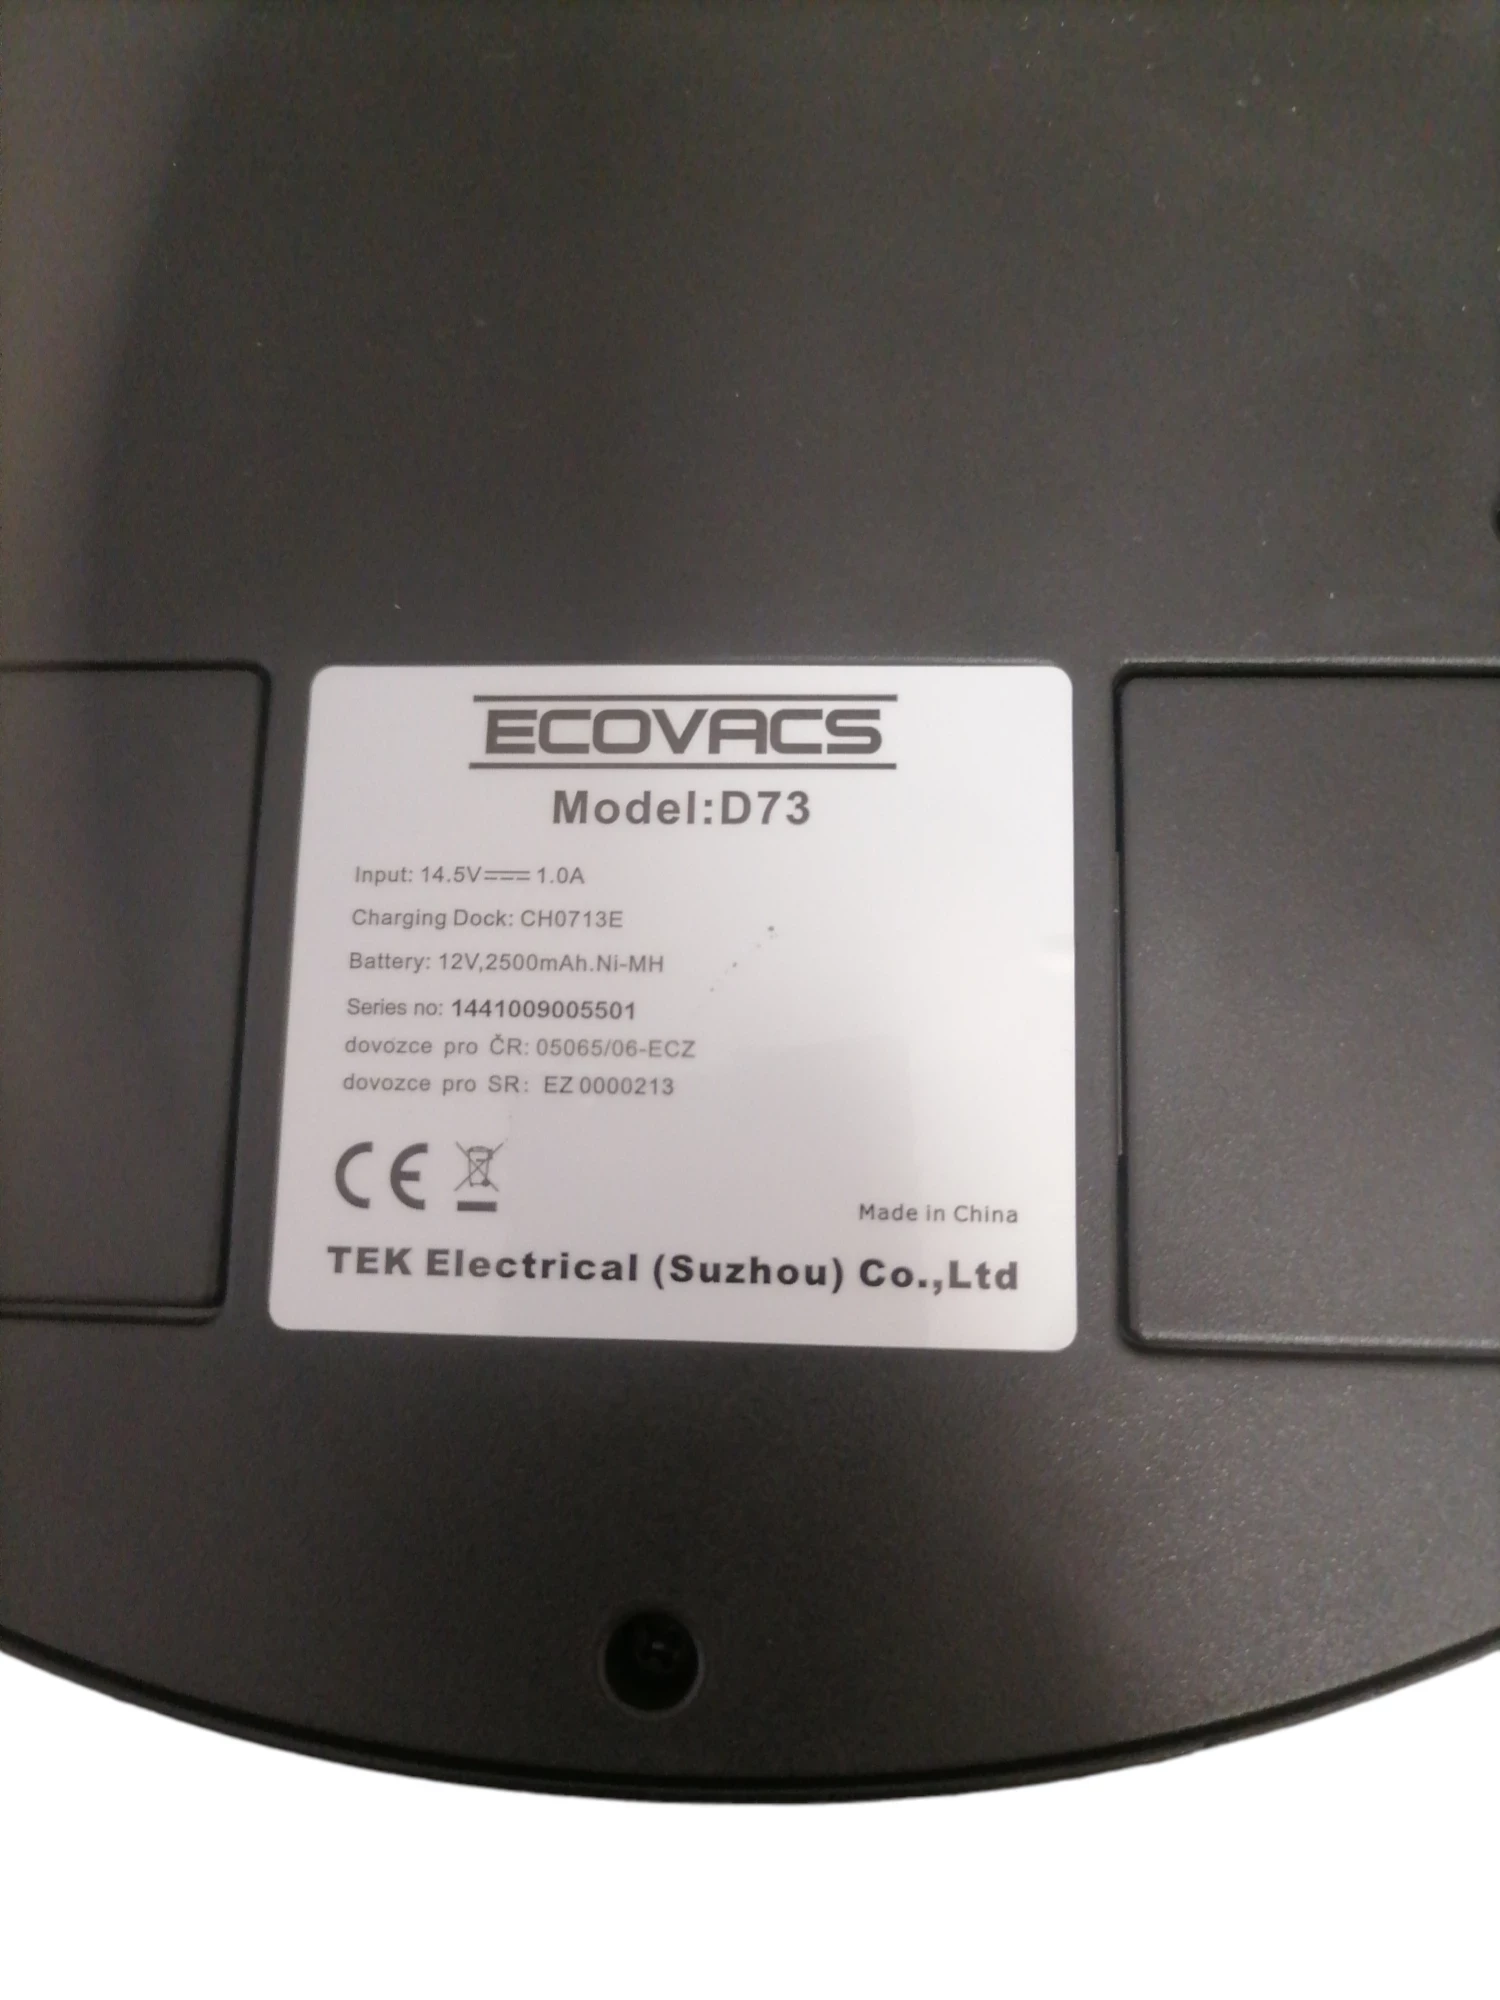 ECOVACS
Model:D73
Input: 14.5V⎓1.0A
Charging Dock: CH0713E
Battery: 12V,2500mAh.Ni-MH
Series no: 1441009005501
dovozce pro ČR: 05065/06-ECZ
dovozce pro SR: EZ 0000213
CE
Made in China
TEK Electrical (Suzhou) Co.,Ltd